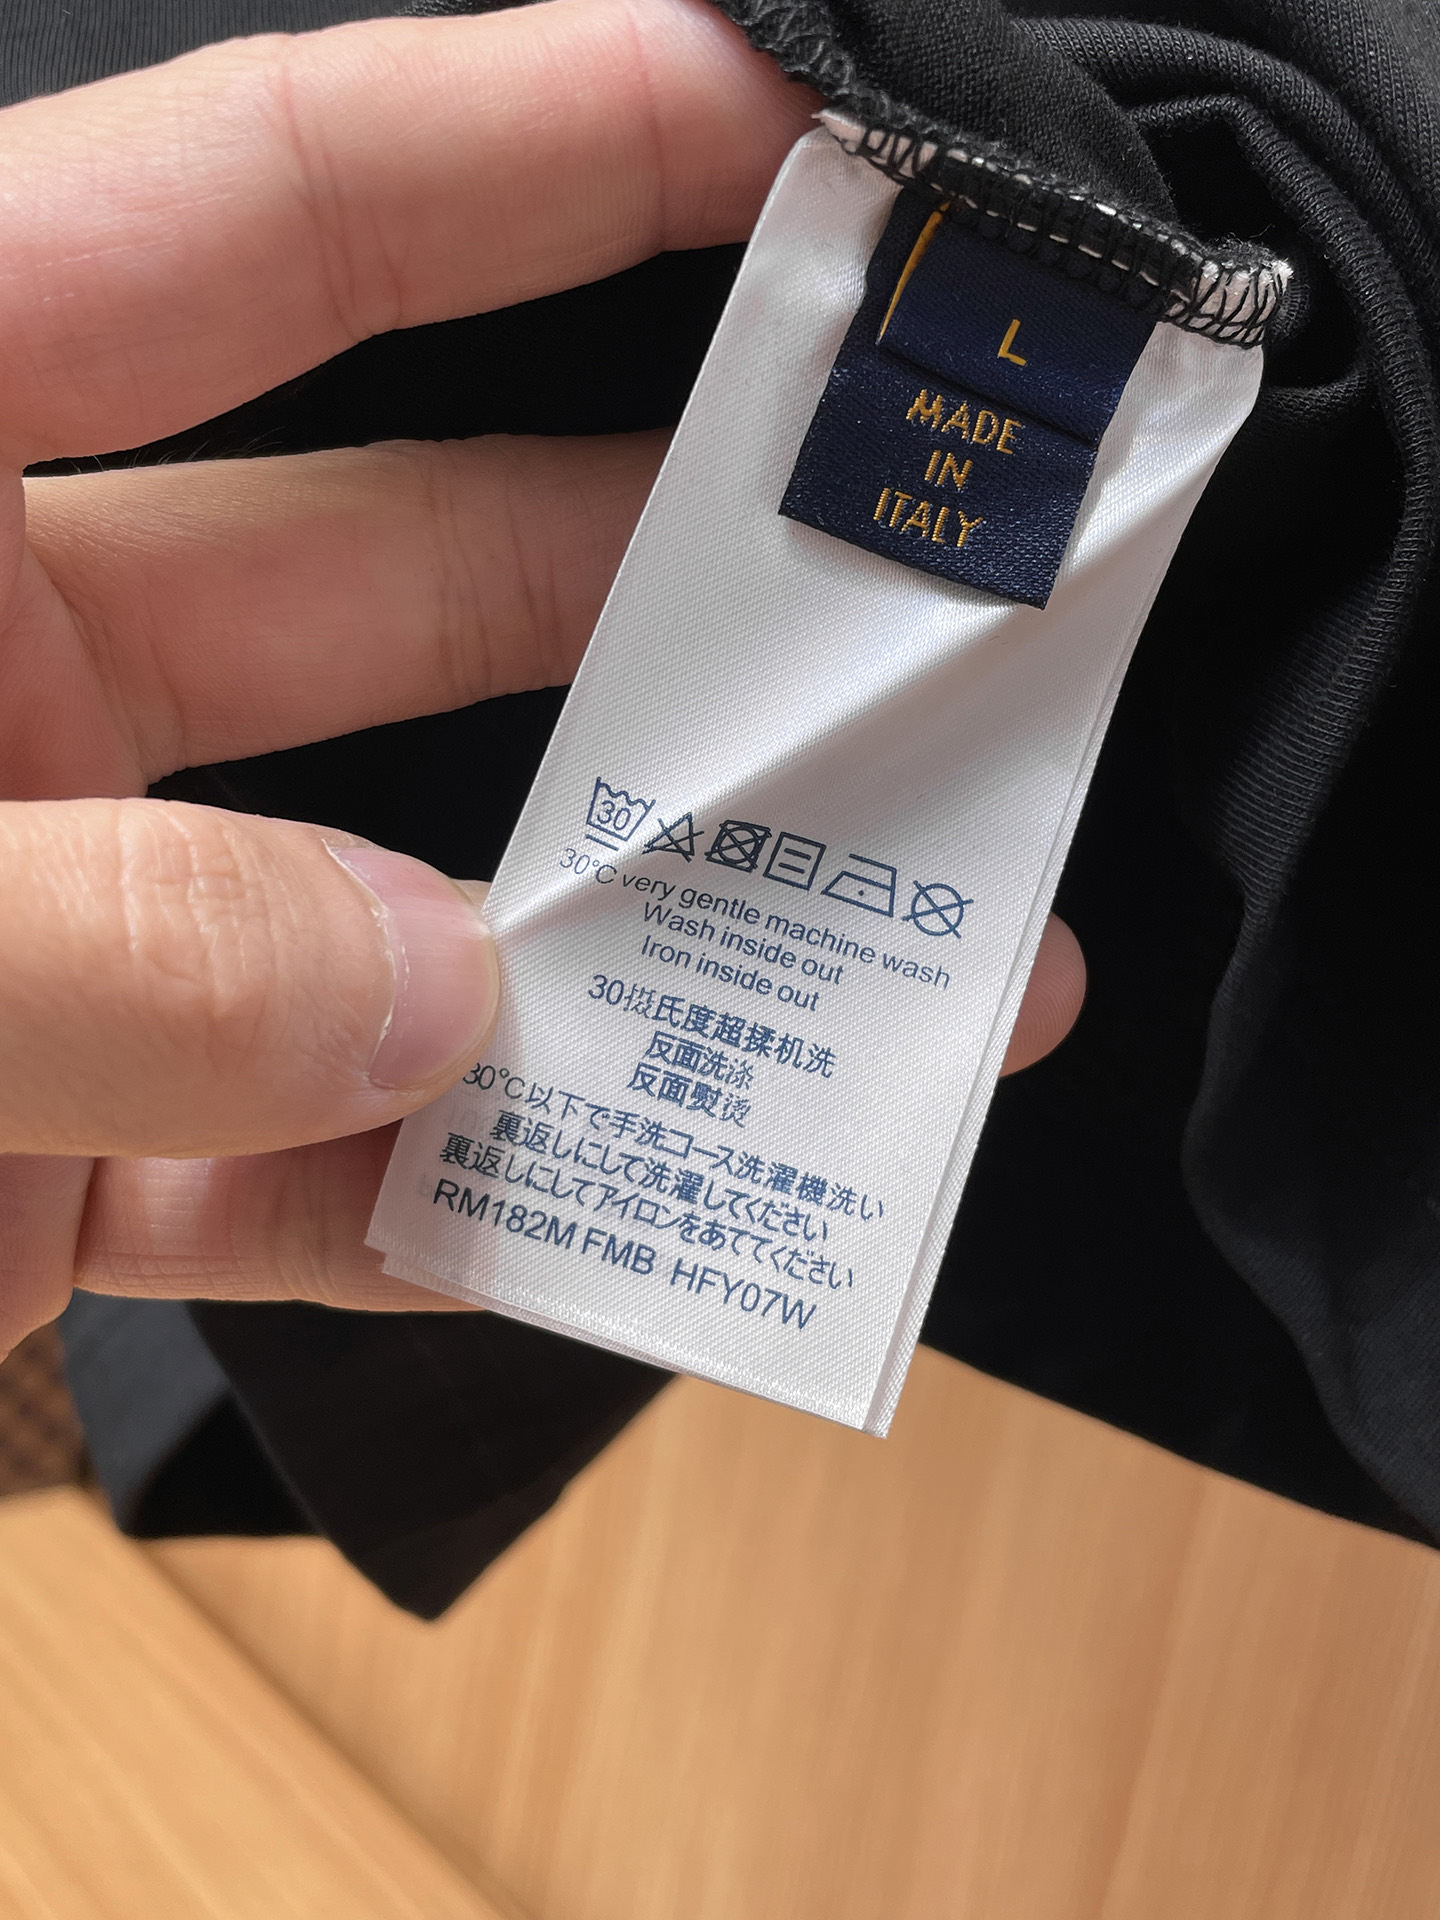 L
MADE
IN
ITALY
30
30°C very gentle machine wash
Wash inside out
Iron inside out
30摄氏度超揉机洗
反面洗涤
反面熨烫
30°C以下で手洗コース洗濯機洗い
裏返しにして洗濯してください
裏返しにしてアイロンをあててください
RM182M FMB HFY07W